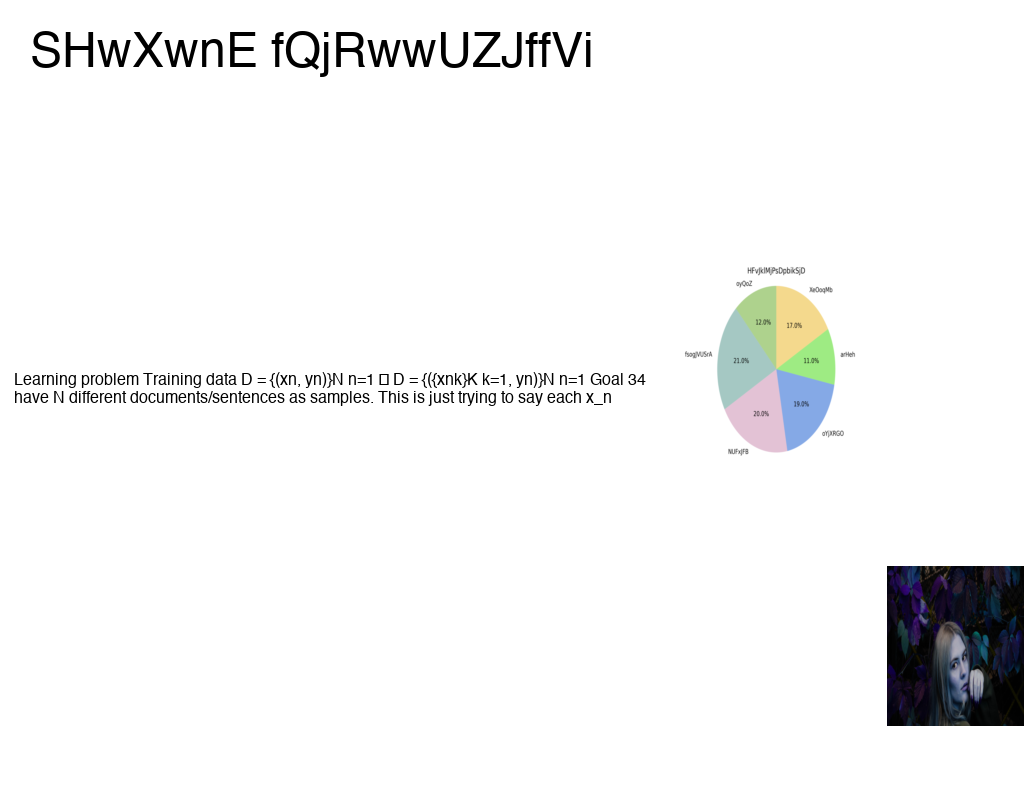 SHwXwnE fQjRwwUZJffVi
HFvJkIMjPsDpbikSjD
oyQoZ
XeOoqMb
12.0%
17.0%
fsogJVUSrA
21.0%
11.0%
arHeh
Learning problem Training data D = {(xn, yn)}N n=1 □ D = {({xnk}K k=1, yn)}N n=1 Goal 34
have N different documents/sentences as samples. This is just trying to say each x_n
20.0%
19.0%
oYjXRGO
NUFxJFB